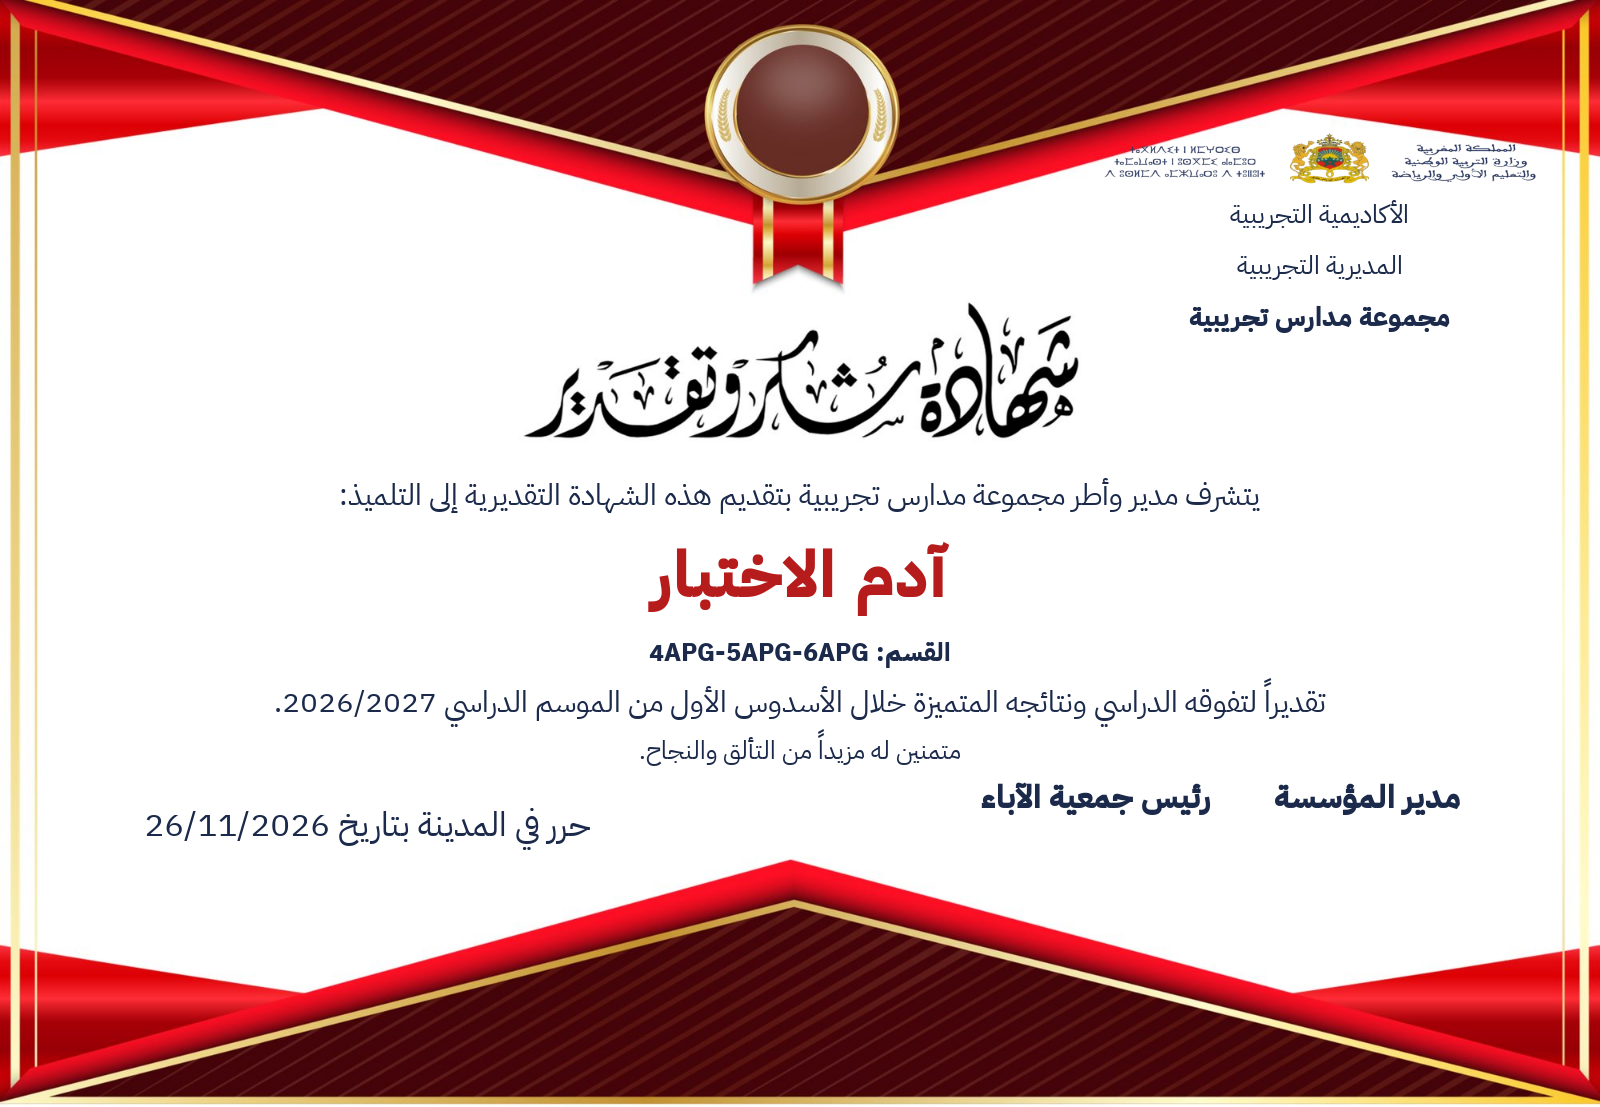 المملكة المغربية
وزارة التربية الوطنية
والتعليم الأولي والرياضة
ⵜⴰⴳⵍⴷⵉⵜ ⵏ ⵍⵎⵖⵔⵉⴱ
الأكاديمية التجريبية
المديرية التجريبية
مجموعة مدارس تجريبية
شهادة شكر وتقدير
يتشرف مدير وأطر مجموعة مدارس تجريبية بتقديم هذه الشهادة التقديرية إلى التلميذ:
آدم الاختبار
القسم: 4APG-5APG-6APG
تقديراً لتفوقه الدراسي ونتائجه المتميزة خلال الأسدوس الأول من الموسم الدراسي 2026/2027.
متمنين له مزيداً من التألق والنجاح.
مدير المؤسسة
رئيس جمعية الآباء
حرر في المدينة بتاريخ 26/11/2026